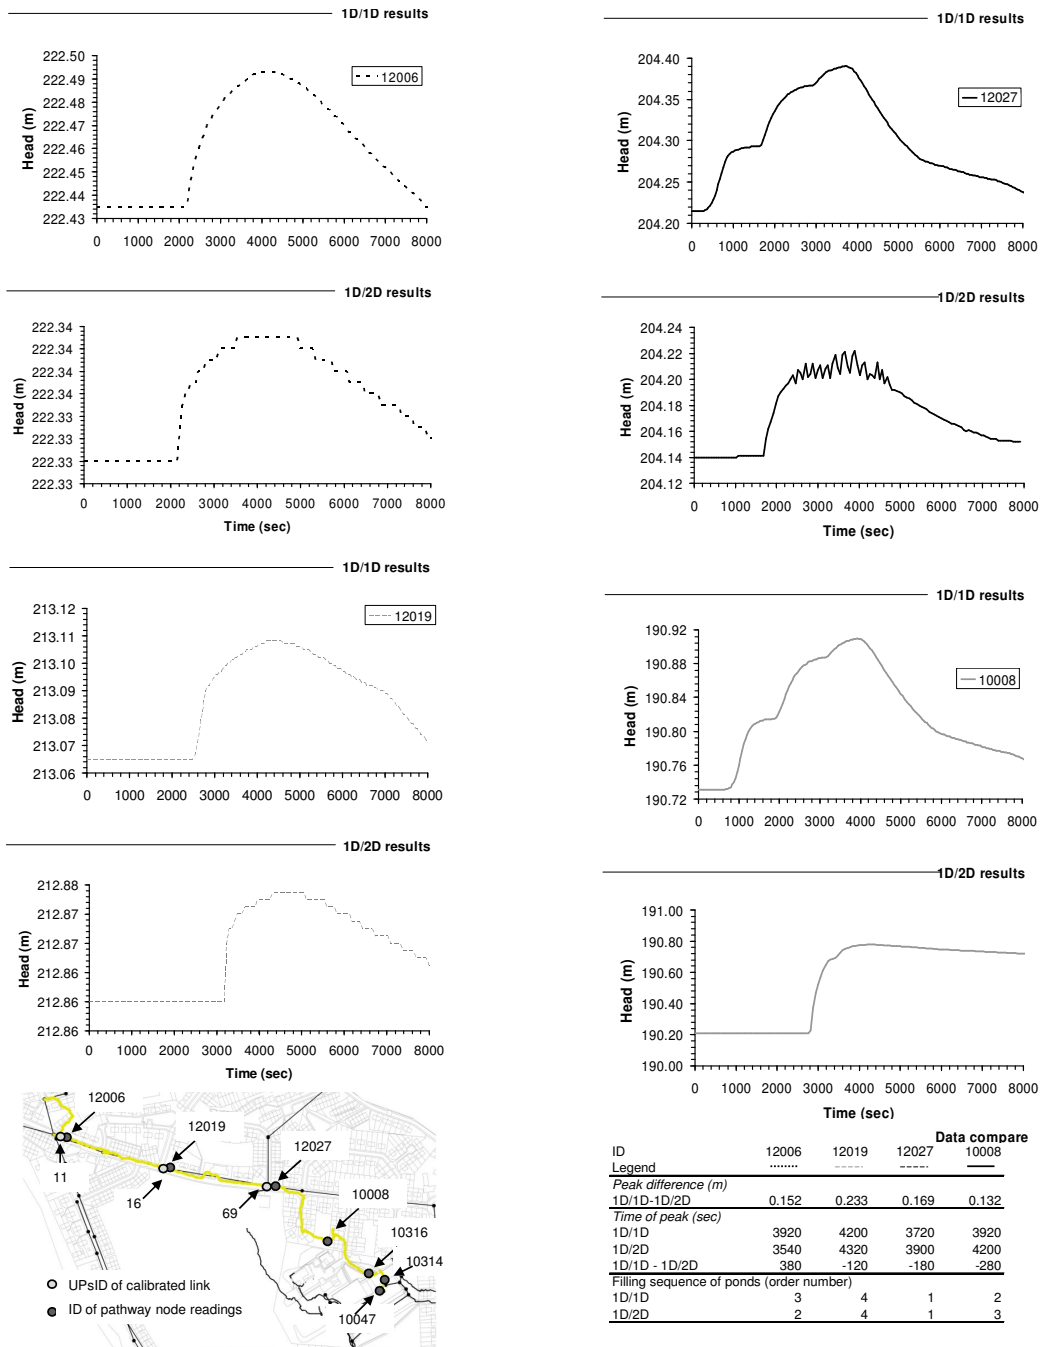 1D/1D results
222.50
222.49
222.48
222.47
222.46
222.45
222.44
222.43
Head (m)
12006
0 1000 2000 3000 4000 5000 6000 7000 8000
1D/1D results
204.40
204.35
204.30
204.25
204.20
Head (m)
12027
0 1000 2000 3000 4000 5000 6000 7000 8000
1D/2D results
222.34
222.34
222.34
222.34
222.33
222.33
222.33
222.33
Head (m)
0 1000 2000 3000 4000 5000 6000 7000 8000
Time (sec)
1D/2D results
204.24
204.22
204.20
204.18
204.16
204.14
204.12
Head (m)
0 1000 2000 3000 4000 5000 6000 7000 8000
Time (sec)
1D/1D results
213.12
213.11
213.10
213.09
213.08
213.07
213.06
Head (m)
12019
0 1000 2000 3000 4000 5000 6000 7000 8000
1D/1D results
190.92
190.88
190.84
190.80
190.76
190.72
Head (m)
10008
0 1000 2000 3000 4000 5000 6000 7000 8000
1D/2D results
212.88
212.87
212.87
212.86
212.86
212.86
Head (m)
0 1000 2000 3000 4000 5000 6000 7000 8000
Time (sec)
1D/2D results
191.00
190.80
190.60
190.40
190.20
190.00
Head (m)
0 1000 2000 3000 4000 5000 6000 7000 8000
Time (sec)
12006
12019
12027
11
16
69
10008
10316
10314
10047
UPsID of calibrated link
ID of pathway node readings
Data compare
ID 12006 12019 12027 10008
Legend
Peak difference (m)
1D/1D-1D/2D 0.152 0.233 0.169 0.132
Time of peak (sec)
1D/1D 3920 4200 3720 3920
1D/2D 3540 4320 3900 4200
1D/1D - 1D/2D 380 -120 -180 -280
Filling sequence of ponds (order number)
1D/1D 3 4 1 2
1D/2D 2 4 1 3